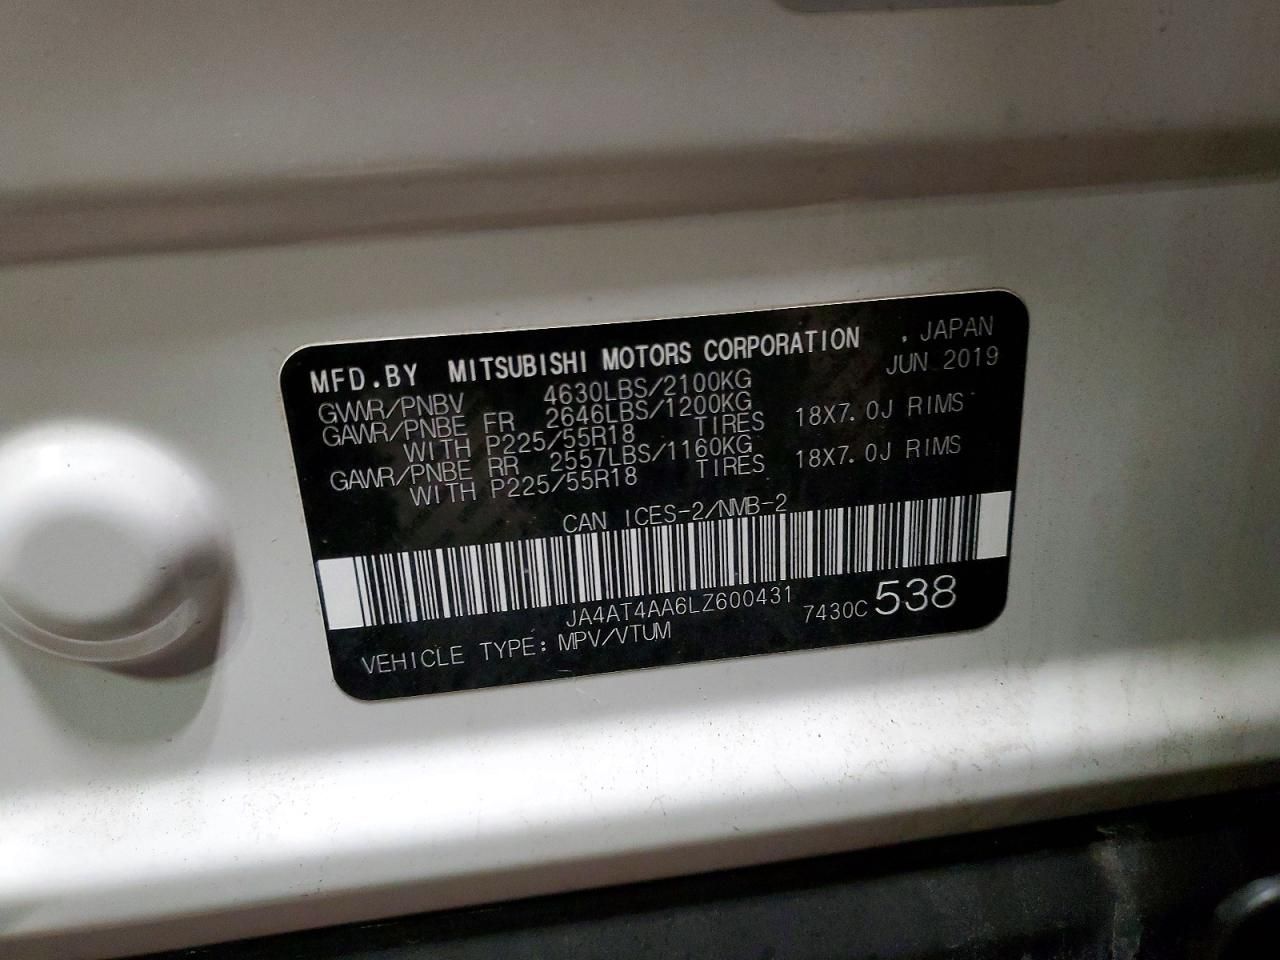 MFD.BY MITSUBISHI MOTORS CORPORATION , JAPAN
JUN 2019
GVWR/PNBV 4630LBS/2100KG
GAWR/PNBE FR 2646LBS/1200KG
WITH P225/55R18 TIRES 18X7.0J RIMS
GAWR/PNBE RR 2557LBS/1160KG
WITH P225/55R18 TIRES 18X7.0J RIMS
CAN ICES-2/NMB-2
JA4AT4AA6LZ600431
7430C 538
VEHICLE TYPE: MPV/VTUM